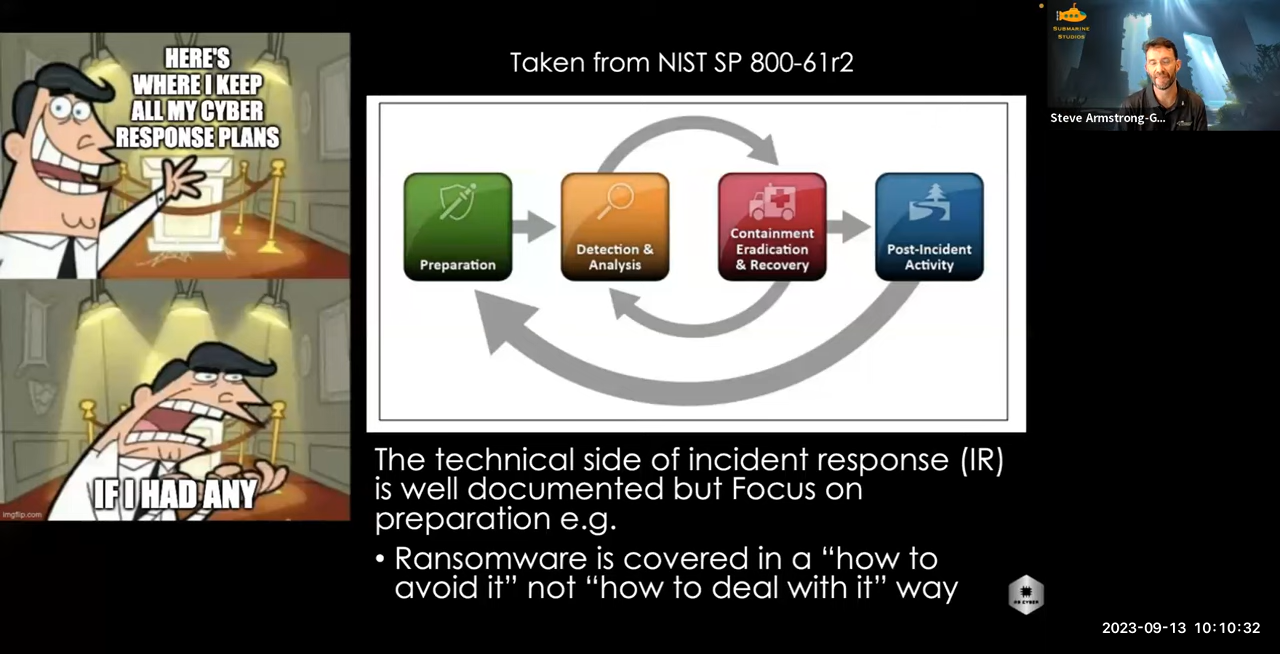 HERE'S
WHERE I KEEP
ALL MY CYBER
RESPONSE PLANS
IF I HAD ANY
imgflip.com
Taken from NIST SP 800-61r2
Preparation
Detection &
Analysis
Containment
Eradication
& Recovery
Post-Incident
Activity
The technical side of incident response (IR)
is well documented but Focus on
preparation e.g.
• Ransomware is covered in a “how to
avoid it” not “how to deal with it” way
SUBMARINE
STUDIOS
Steve Armstrong-G...
2023-09-13 10:10:32